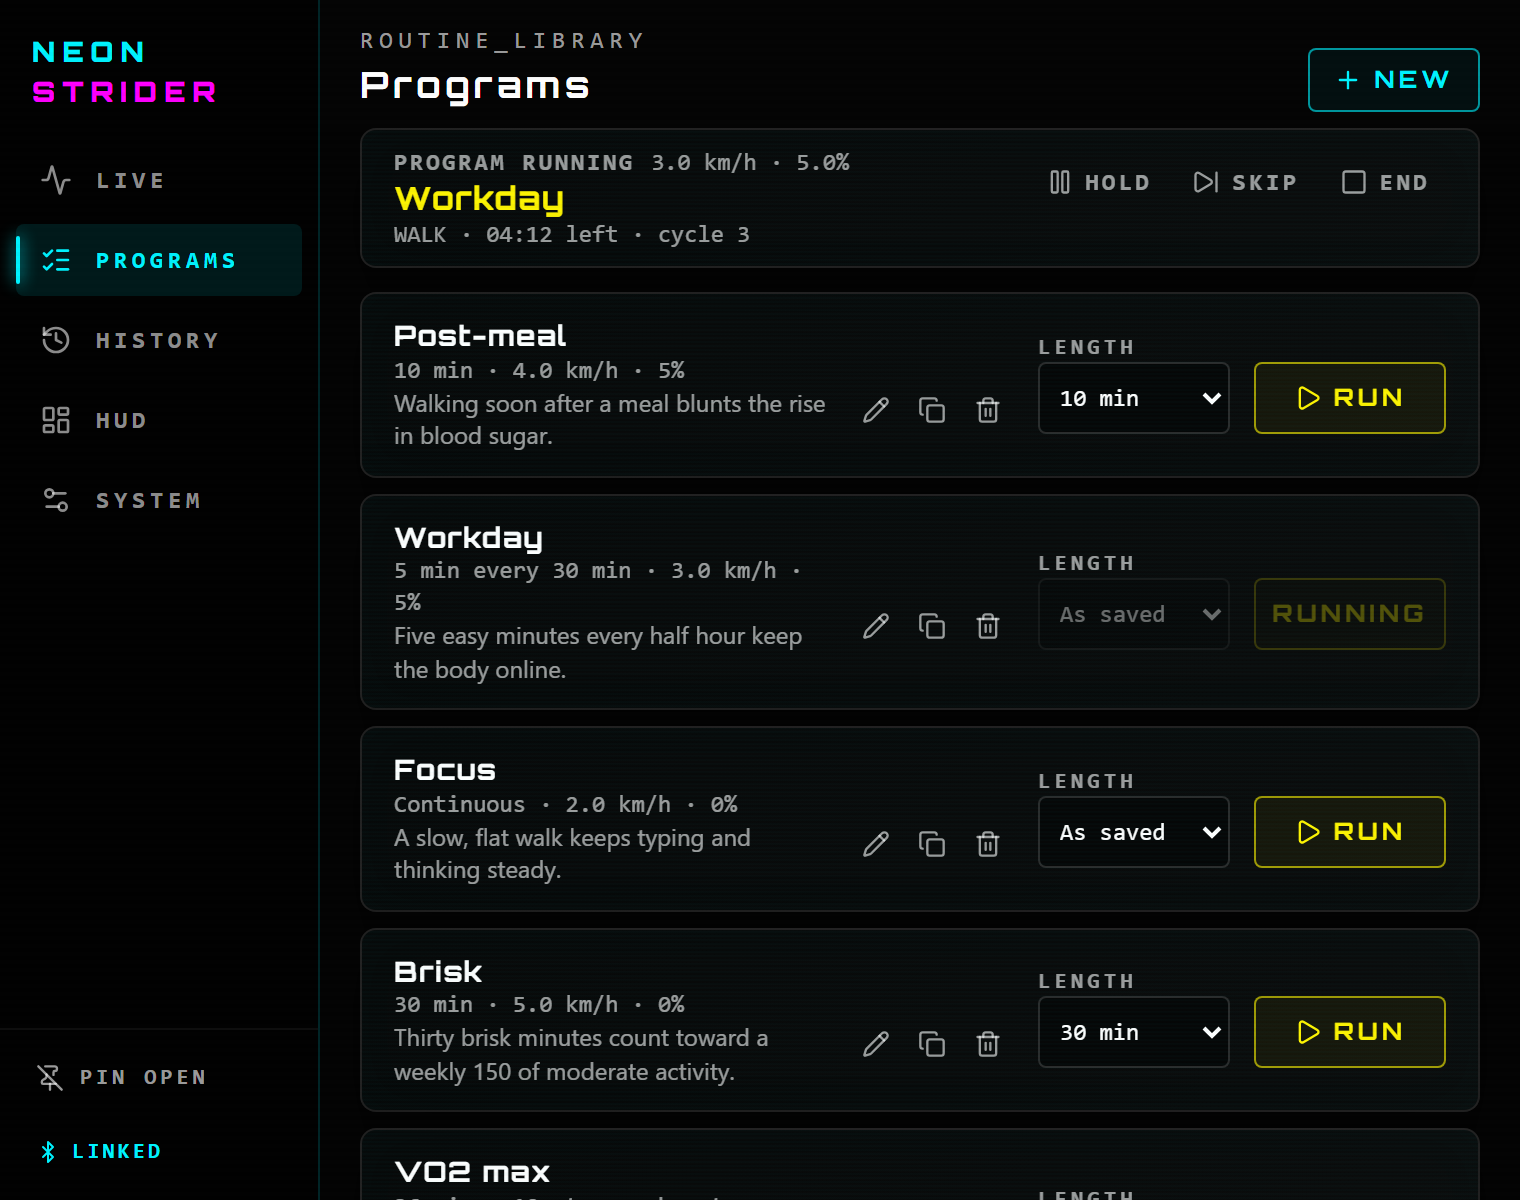 NEON
STRIDER
LIVE
PROGRAMS
HISTORY
HUD
SYSTEM
PIN OPEN
LINKED
ROUTINE_LIBRARY
Programs
+ NEW
PROGRAM RUNNING 3.0 km/h · 5.0%
Workday
WALK · 04:12 left · cycle 3
HOLD
SKIP
END
Post-meal
10 min · 4.0 km/h · 5%
Walking soon after a meal blunts the rise
in blood sugar.
LENGTH
10 min
RUN
Workday
5 min every 30 min · 3.0 km/h ·
5%
Five easy minutes every half hour keep
the body online.
LENGTH
As saved
RUNNING
Focus
Continuous · 2.0 km/h · 0%
A slow, flat walk keeps typing and
thinking steady.
LENGTH
As saved
RUN
Brisk
30 min · 5.0 km/h · 0%
Thirty brisk minutes count toward a
weekly 150 of moderate activity.
LENGTH
30 min
RUN
VO2 max
LENGTH